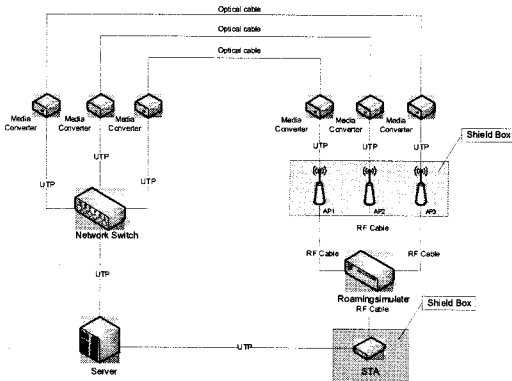 Optical cable
Optical cable
Optical cable
Media Converter
Media Converter
Media Converter
Media Converter
Media Converter
Media Converter
Shield Box
UTP
UTP
UTP
UTP
UTP
UTP
AP1
AP2
AP3
Network Switch
RF Cable
RF Cable
RF Cable
UTP
Roamingsimulater
RF Cable
Shield Box
UTP
Server
STA